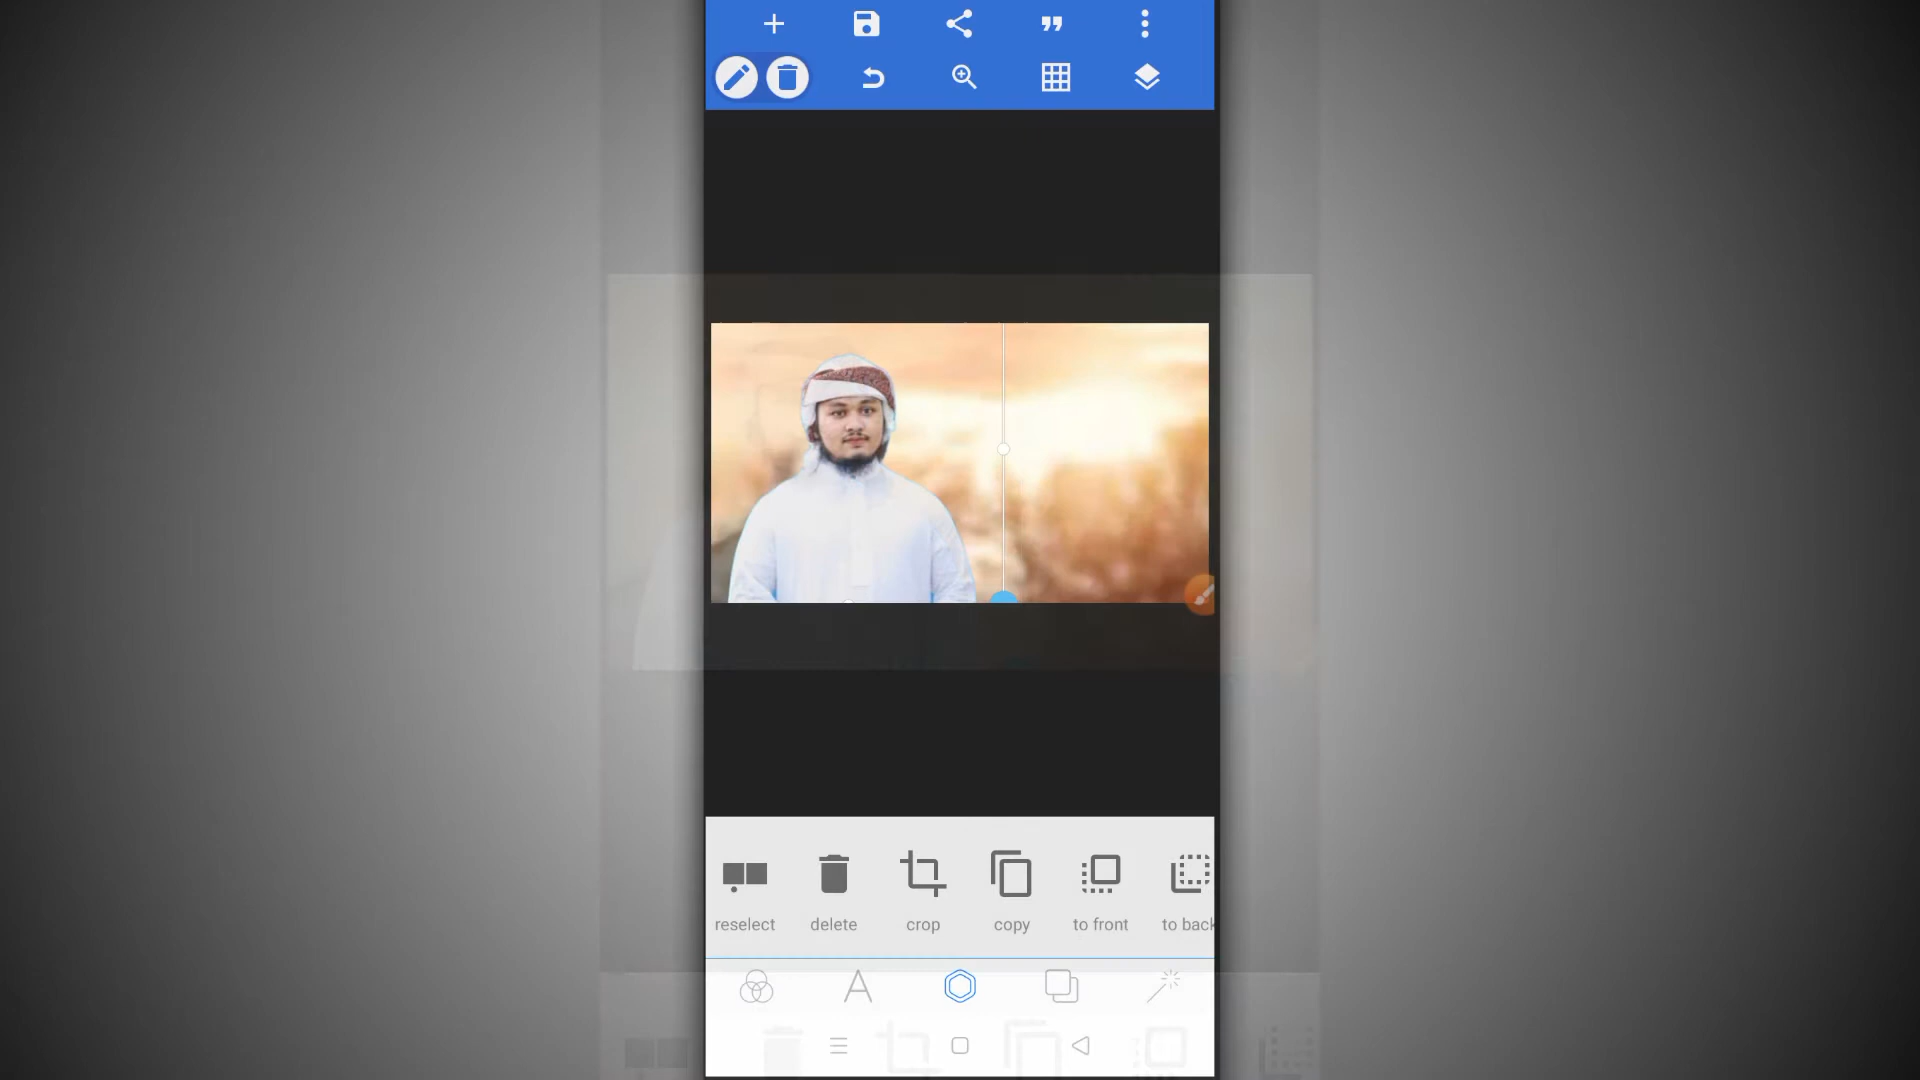 reselect
delete
crop
copy
to front
to back